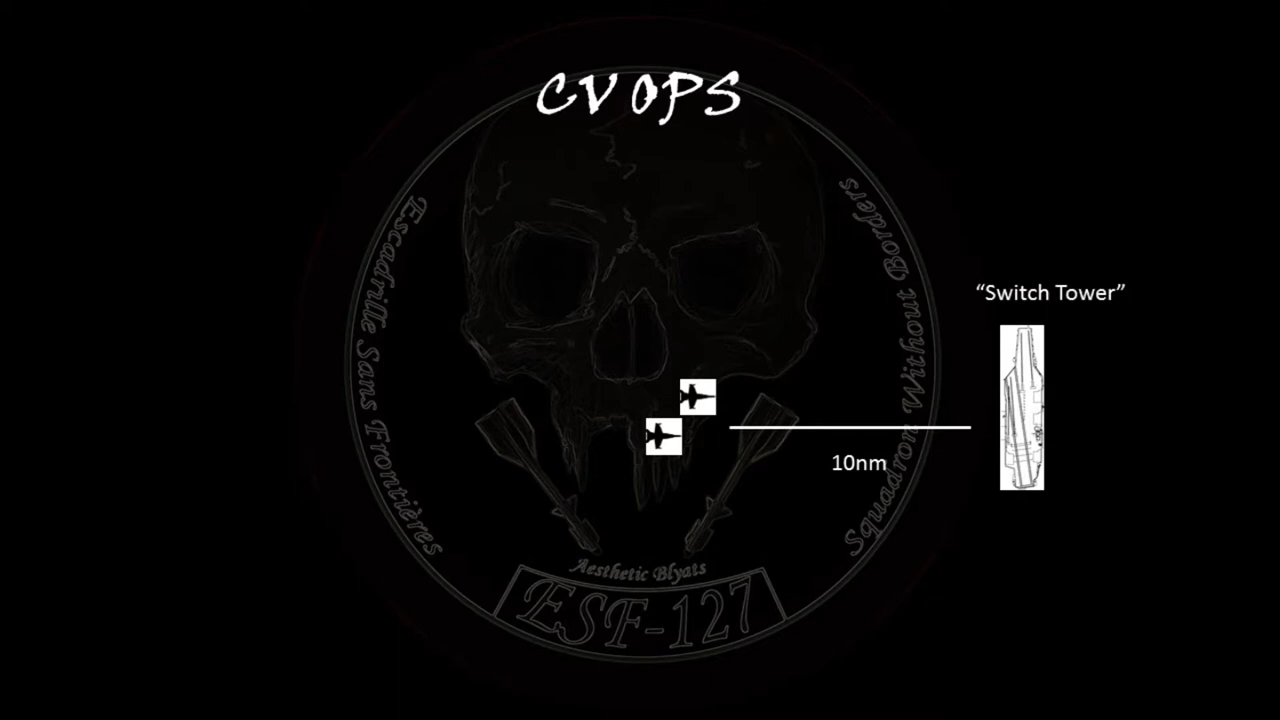 CV OPS
Escadrille Sans Frontières
Squadron Without Borders
“Switch Tower”
10nm
Aesthetic Blyats
ESF-127